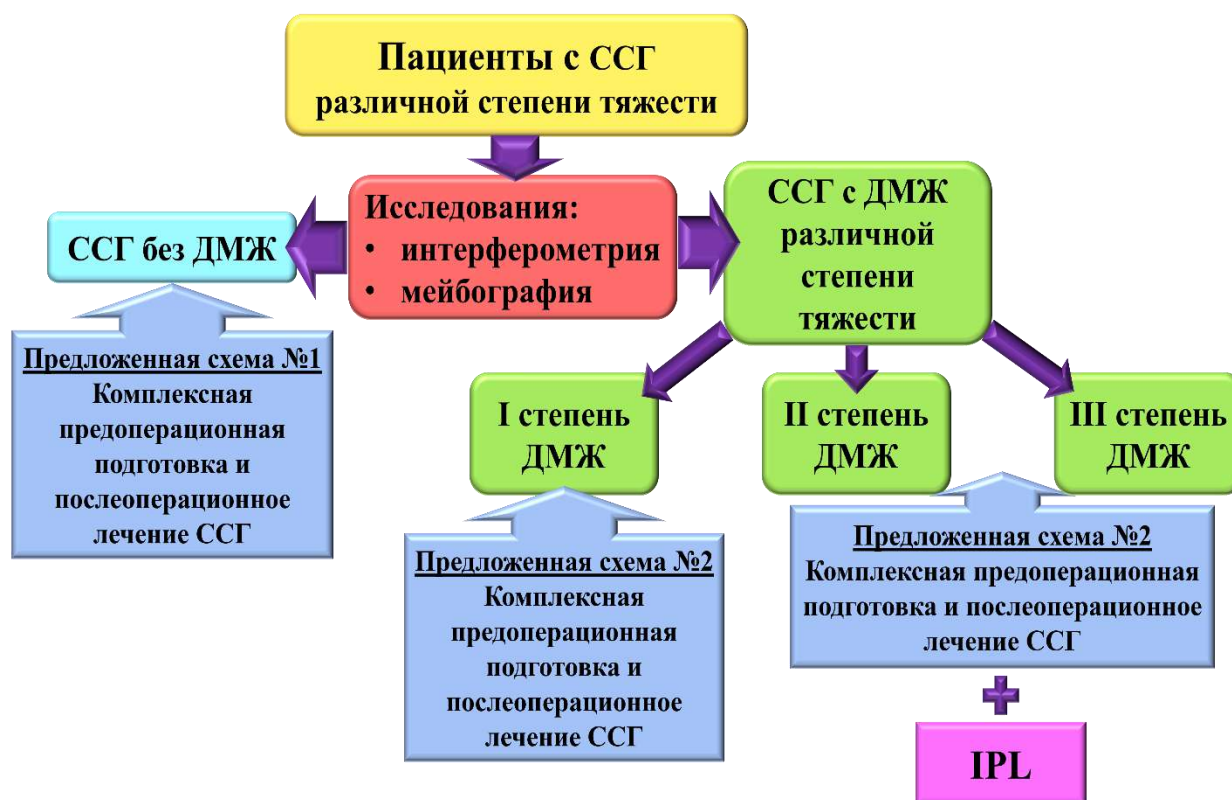 Пациенты с ССГ
различной степени тяжести
Исследования:
• интерферометрия
• мейбография
ССГ без ДМЖ
ССГ с ДМЖ
различной
степени
тяжести
Предложенная схема №1
Комплексная
предоперационная
подготовка и
послеоперационное
лечение ССГ
I степень
ДМЖ
II степень
ДМЖ
III степень
ДМЖ
Предложенная схема №2
Комплексная
предоперационная
подготовка и
послеоперационное
лечение ССГ
Предложенная схема №2
Комплексная предоперационная
подготовка и послеоперационное
лечение ССГ
IPL